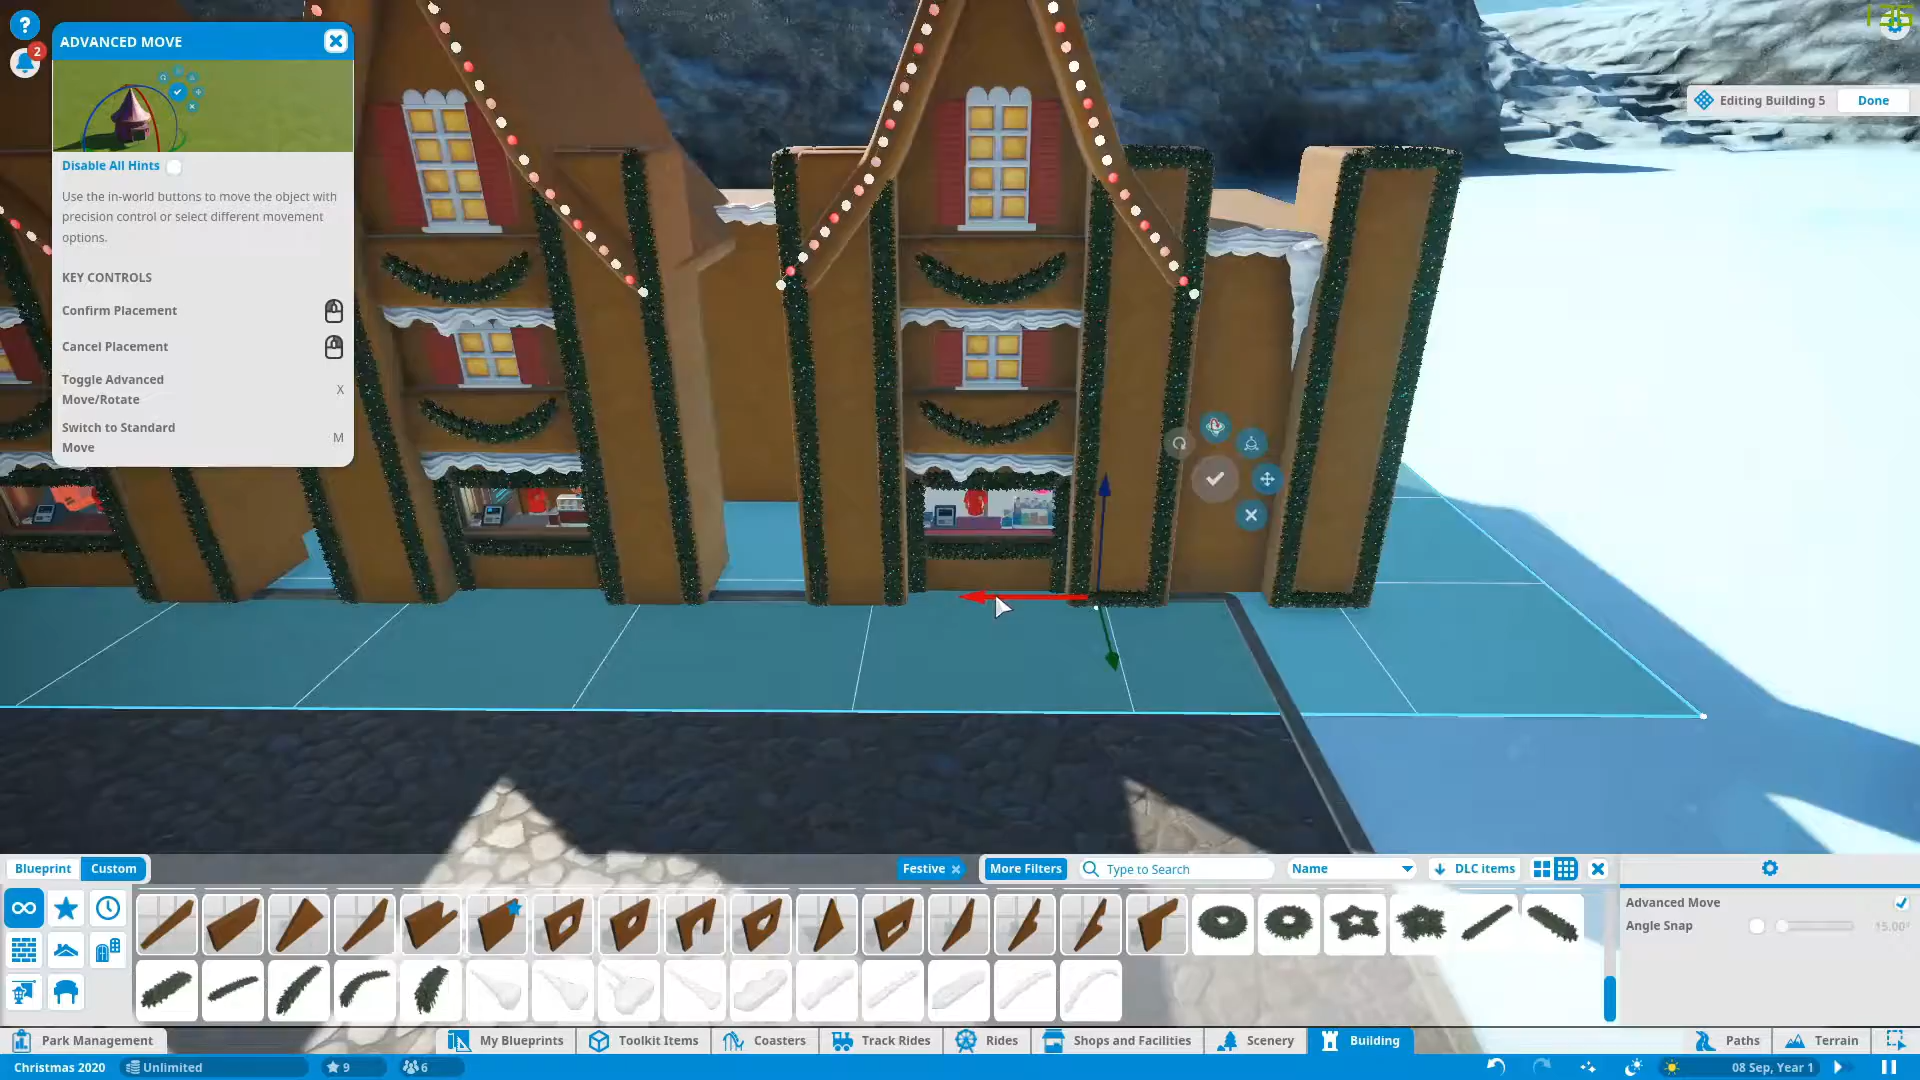 136
?
2
ADVANCED MOVE
Editing Building 5
Done
Disable All Hints
Use the in-world buttons to move the object with
precision control or select different movement
options.
KEY CONTROLS
Confirm Placement
Cancel Placement
Toggle Advanced
Move/Rotate
X
Switch to Standard
Move
M
Blueprint
Custom
Festive
More Filters
Type to Search
Name
DLC items
Advanced Move
Angle Snap
15.00°
Park Management
My Blueprints
Toolkit Items
Coasters
Track Rides
Rides
Shops and Facilities
Scenery
Building
Paths
Terrain
Christmas 2020
Unlimited
9
6
08 Sep, Year 1